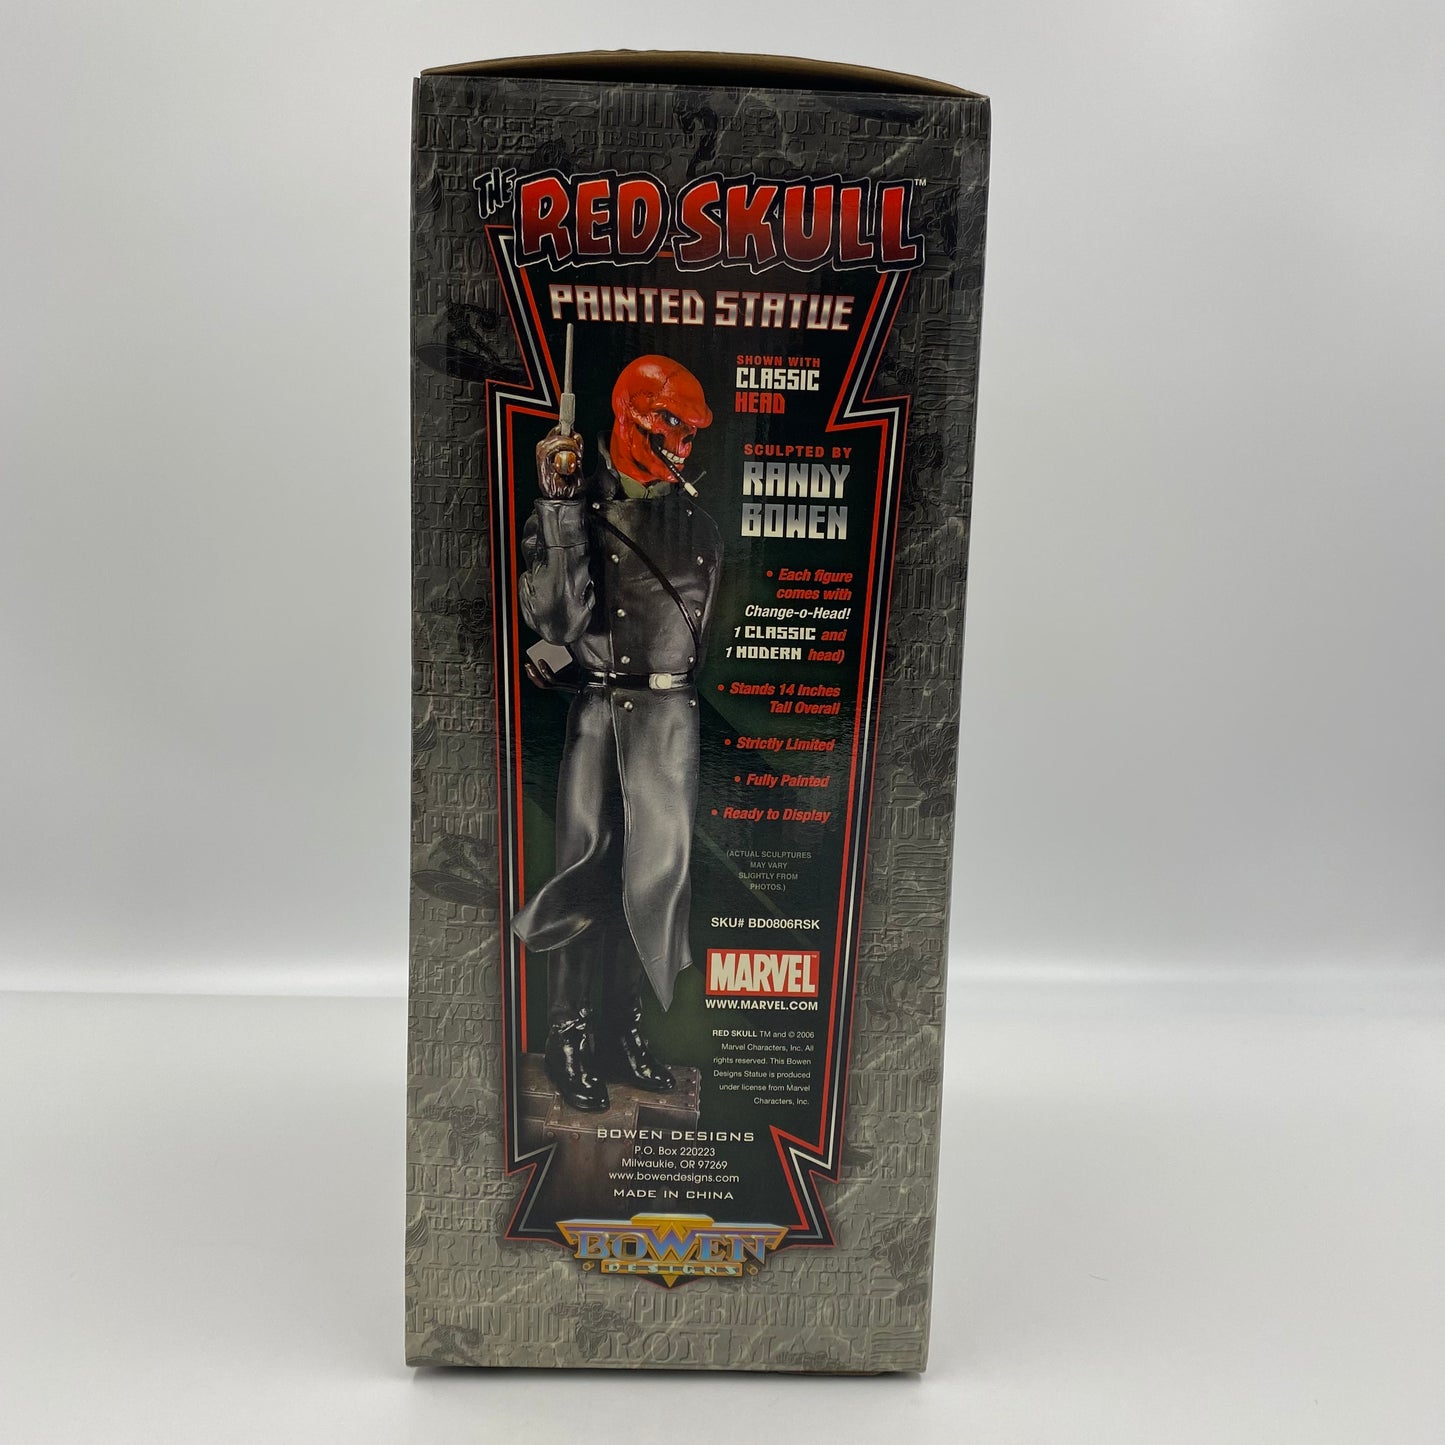 THE RED SKULL™
PAINTED STATUE
SHOWN WITH
CLASSIC
HEAD
SCULPTED BY
RANDY
BOWEN
• Each figure
comes with
Change-o-Head!
1 CLASSIC and
1 MODERN head)
• Stands 14 Inches
Tall Overall
• Strictly Limited
• Fully Painted
• Ready to Display
(ACTUAL SCULPTURES
MAY VARY
SLIGHTLY FROM
PHOTOS.)
SKU# BD0806RSK
MARVEL
WWW.MARVEL.COM
RED SKULL TM and © 2006
Marvel Characters, Inc. All
rights reserved. This Bowen
Designs Statue is produced
under license from Marvel
Characters, Inc.
BOWEN DESIGNS
P.O. Box 220223
Milwaukie, OR 97269
www.bowendesigns.com
MADE IN CHINA
BOWEN
DESIGNS
SPIDERMAN
IRON MAN